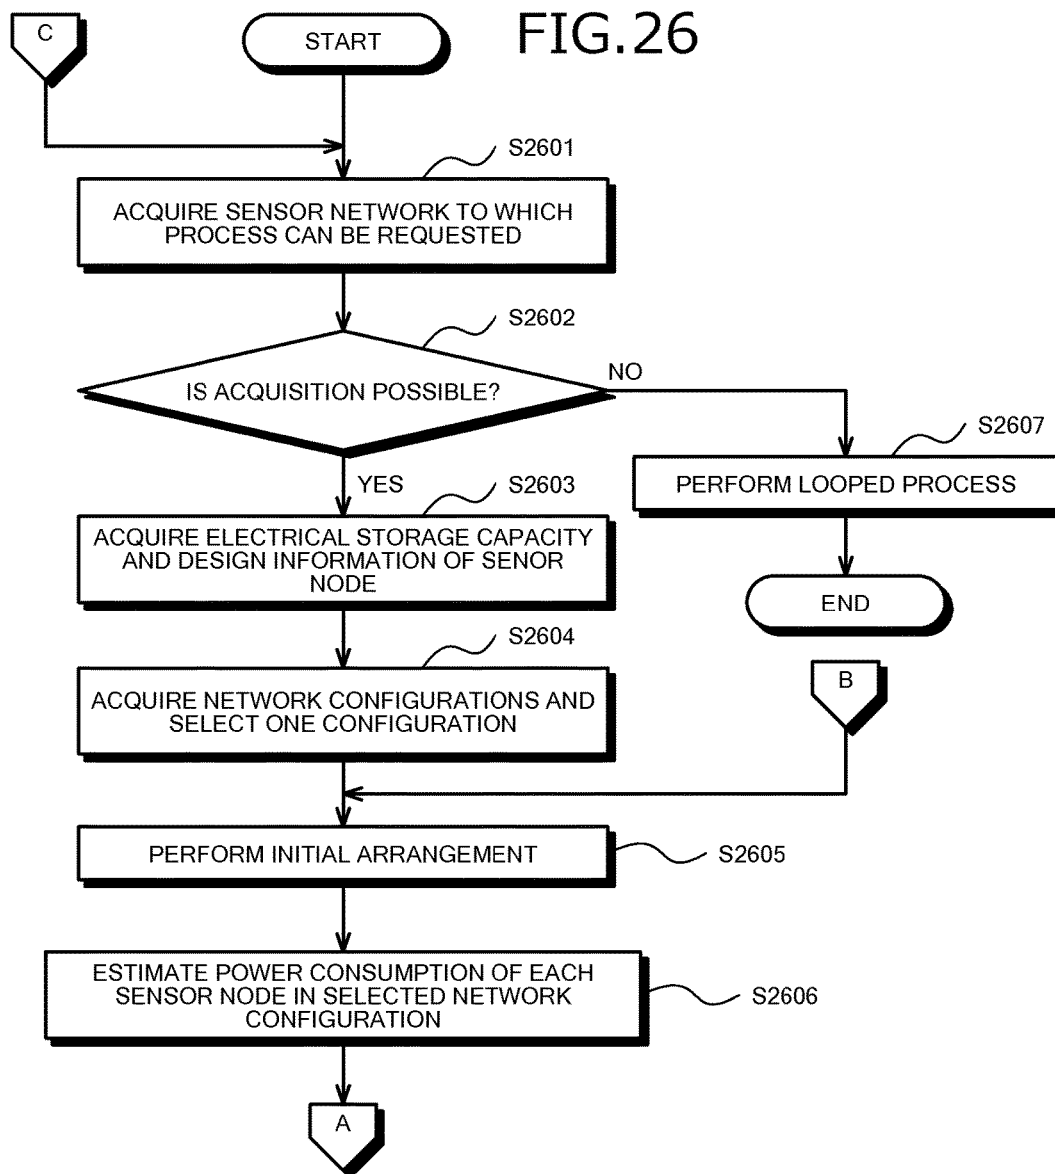 C
START
FIG.26
S2601
ACQUIRE SENSOR NETWORK TO WHICH
PROCESS CAN BE REQUESTED
S2602
IS ACQUISITION POSSIBLE?
NO
S2607
PERFORM LOOPED PROCESS
YES
S2603
ACQUIRE ELECTRICAL STORAGE CAPACITY
AND DESIGN INFORMATION OF SENOR
NODE
END
S2604
ACQUIRE NETWORK CONFIGURATIONS AND
SELECT ONE CONFIGURATION
B
PERFORM INITIAL ARRANGEMENT
S2605
ESTIMATE POWER CONSUMPTION OF EACH
SENSOR NODE IN SELECTED NETWORK
CONFIGURATION
S2606
A